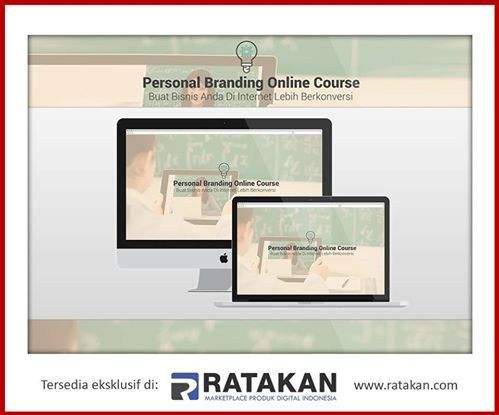 Personal Branding Online Course
Buat Bisnis Anda Di Internet Lebih Berkonversi
Personal Branding Online Course
Buat Bisnis Anda Di Internet Lebih Berkonversi
Personal Branding Online Course
Buat Bisnis Anda Di Internet Lebih Berkonversi
Tersedia eksklusif di:
RATAKAN
MARKETPLACE PRODUK DIGITAL INDONESIA
www.ratakan.com